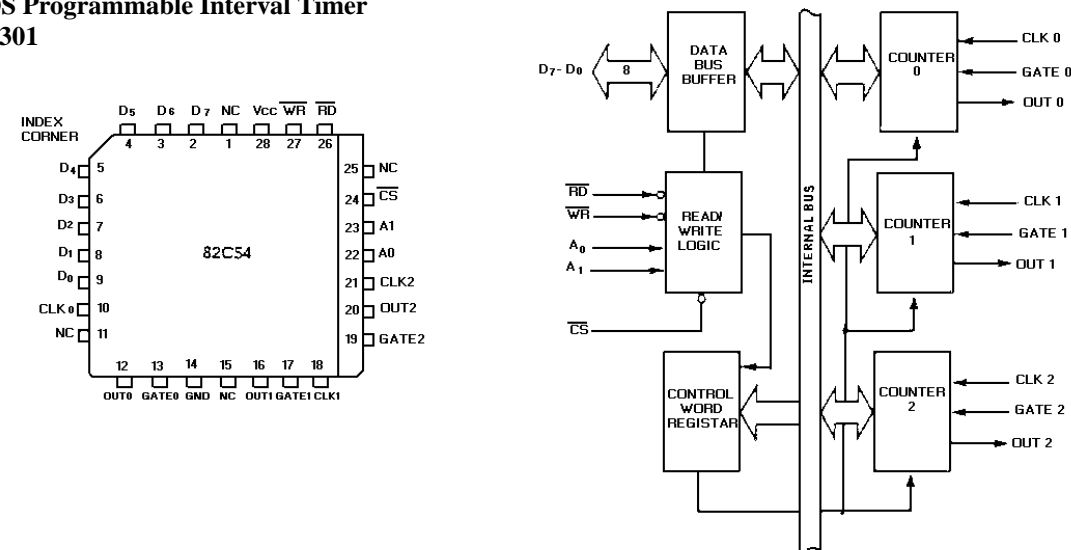 OS Programmable Interval Timer
301
INDEX
CORNER
D5 D6 D7 NC Vcc WR RD
4 3 2 1 28 27 26
D4 5
D3 6
D2 7
D1 8
D0 9
CLK0 10
NC 11
82C54
25 NC
24 CS
23 A1
22 A0
21 CLK2
20 OUT2
19 GATE2
12 13 14 15 16 17 18
OUT0 GATE0 GND NC OUT1 GATE1 CLK1
D7-D0
8
DATA
BUS
BUFFER
RD
WR
A0
A1
CS
READ/
WRITE
LOGIC
CONTROL
WORD
REGISTAR
INTERNAL BUS
COUNTER
0
CLK 0
GATE 0
OUT 0
COUNTER
1
CLK 1
GATE 1
OUT 1
COUNTER
2
CLK 2
GATE 2
OUT 2